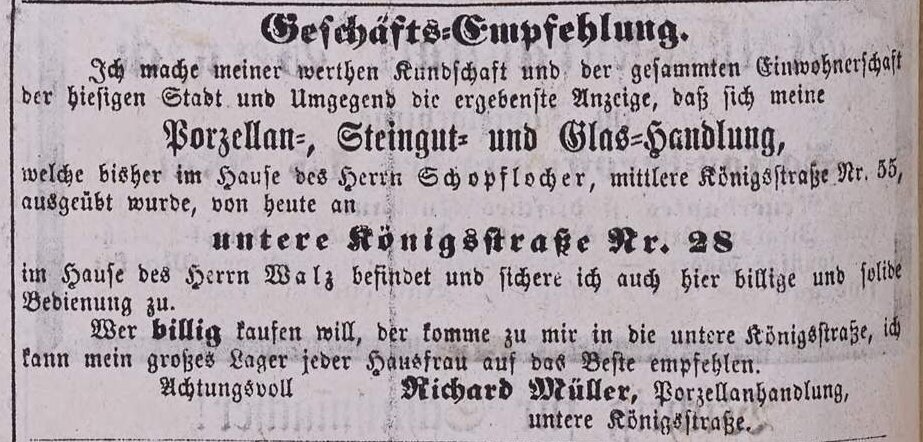 Geschäfts-Empfehlung.
Ich mache meiner werthen Kundschaft und der gesammten Einwohnerschaft
der hiesigen Stadt und Umgegend die ergebenste Anzeige, daß sich meine
Porzellan-, Steingut- und Glas-Handlung,
welche bisher im Hause des Herrn Schopflocher, mittlere Königsstraße Nr. 55,
ausgeübt wurde, von heute an
untere Königsstraße Nr. 28
im Hause des Herrn Walz befindet und sichere ich auch hier billige und solide
Bedienung zu.
Wer billig kaufen will, der komme zu mir in die untere Königsstraße, ich
kann mein großes Lager jeder Hausfrau auf das Beste empfehlen.
Achtungsvoll Richard Müller, Porzellanhandlung,
untere Königsstraße.